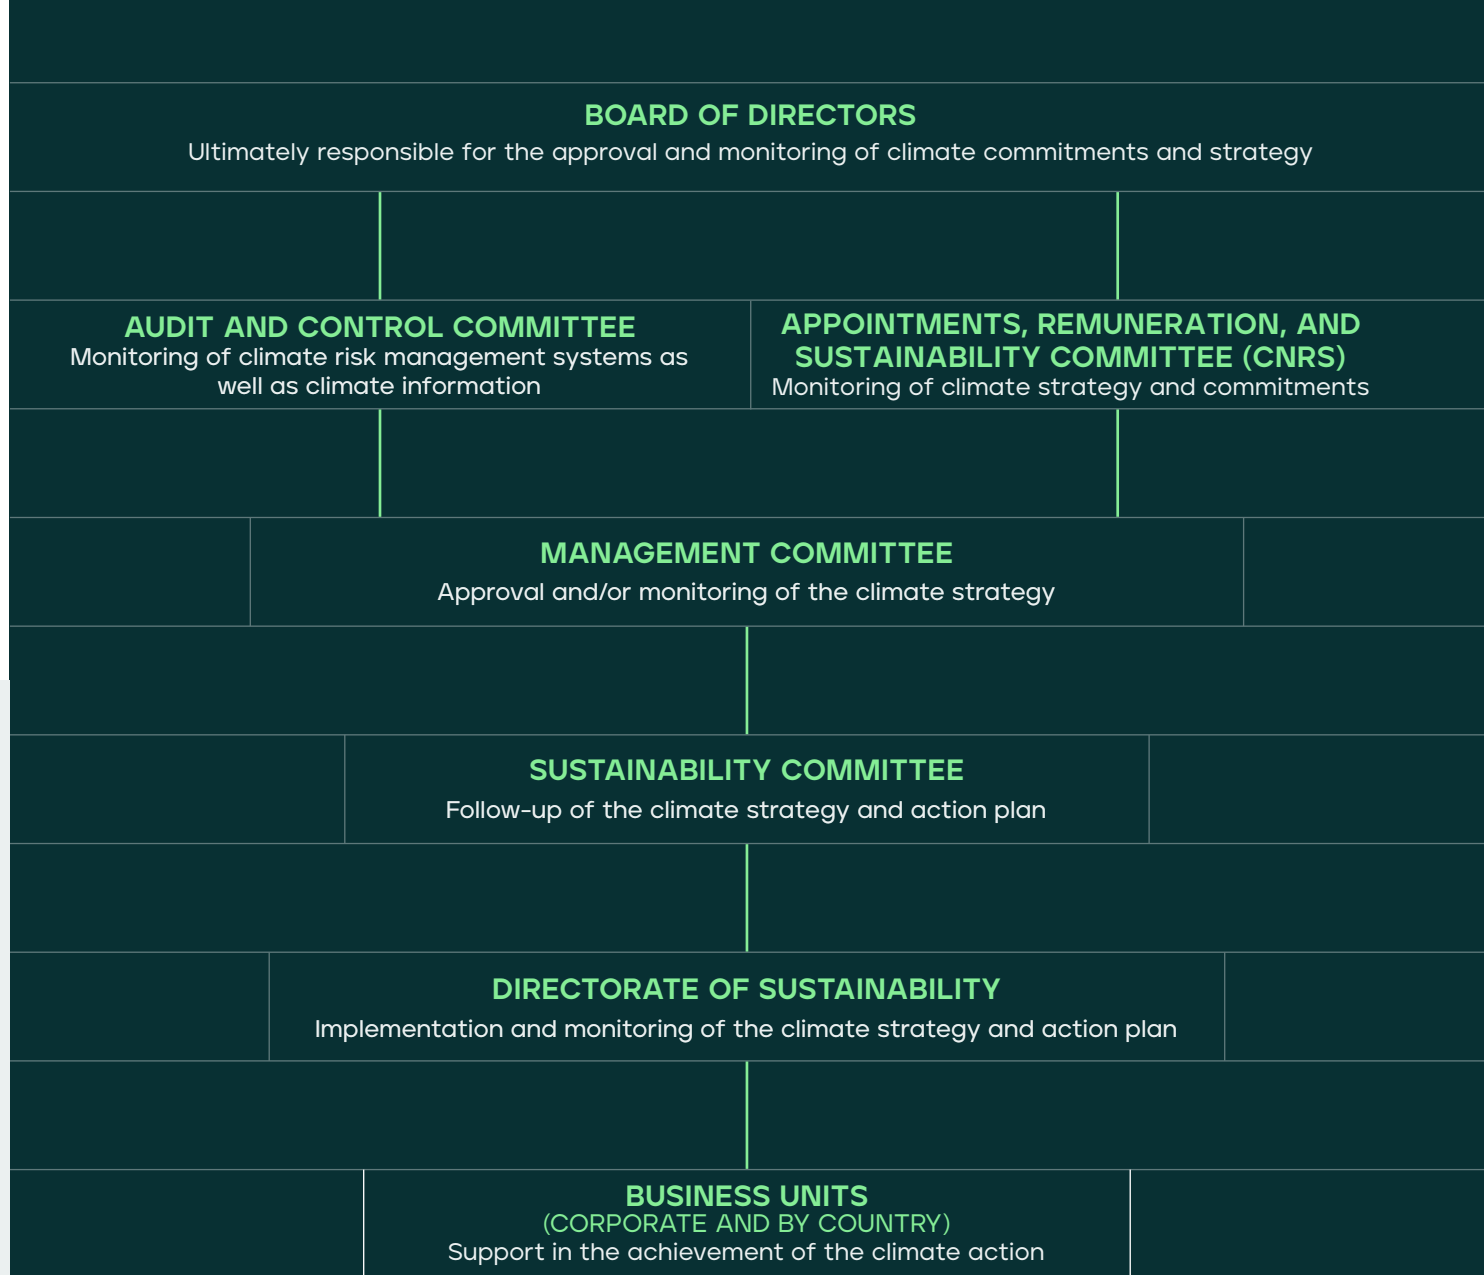 BOARD OF DIRECTORS
Ultimately responsible for the approval and monitoring of climate commitments and strategy
AUDIT AND CONTROL COMMITTEE
Monitoring of climate risk management systems as
well as climate information
APPOINTMENTS, REMUNERATION, AND
SUSTAINABILITY COMMITTEE (CNRS)
Monitoring of climate strategy and commitments
MANAGEMENT COMMITTEE
Approval and/or monitoring of the climate strategy
SUSTAINABILITY COMMITTEE
Follow-up of the climate strategy and action plan
DIRECTORATE OF SUSTAINABILITY
Implementation and monitoring of the climate strategy and action plan
BUSINESS UNITS
(CORPORATE AND BY COUNTRY)
Support in the achievement of the climate action